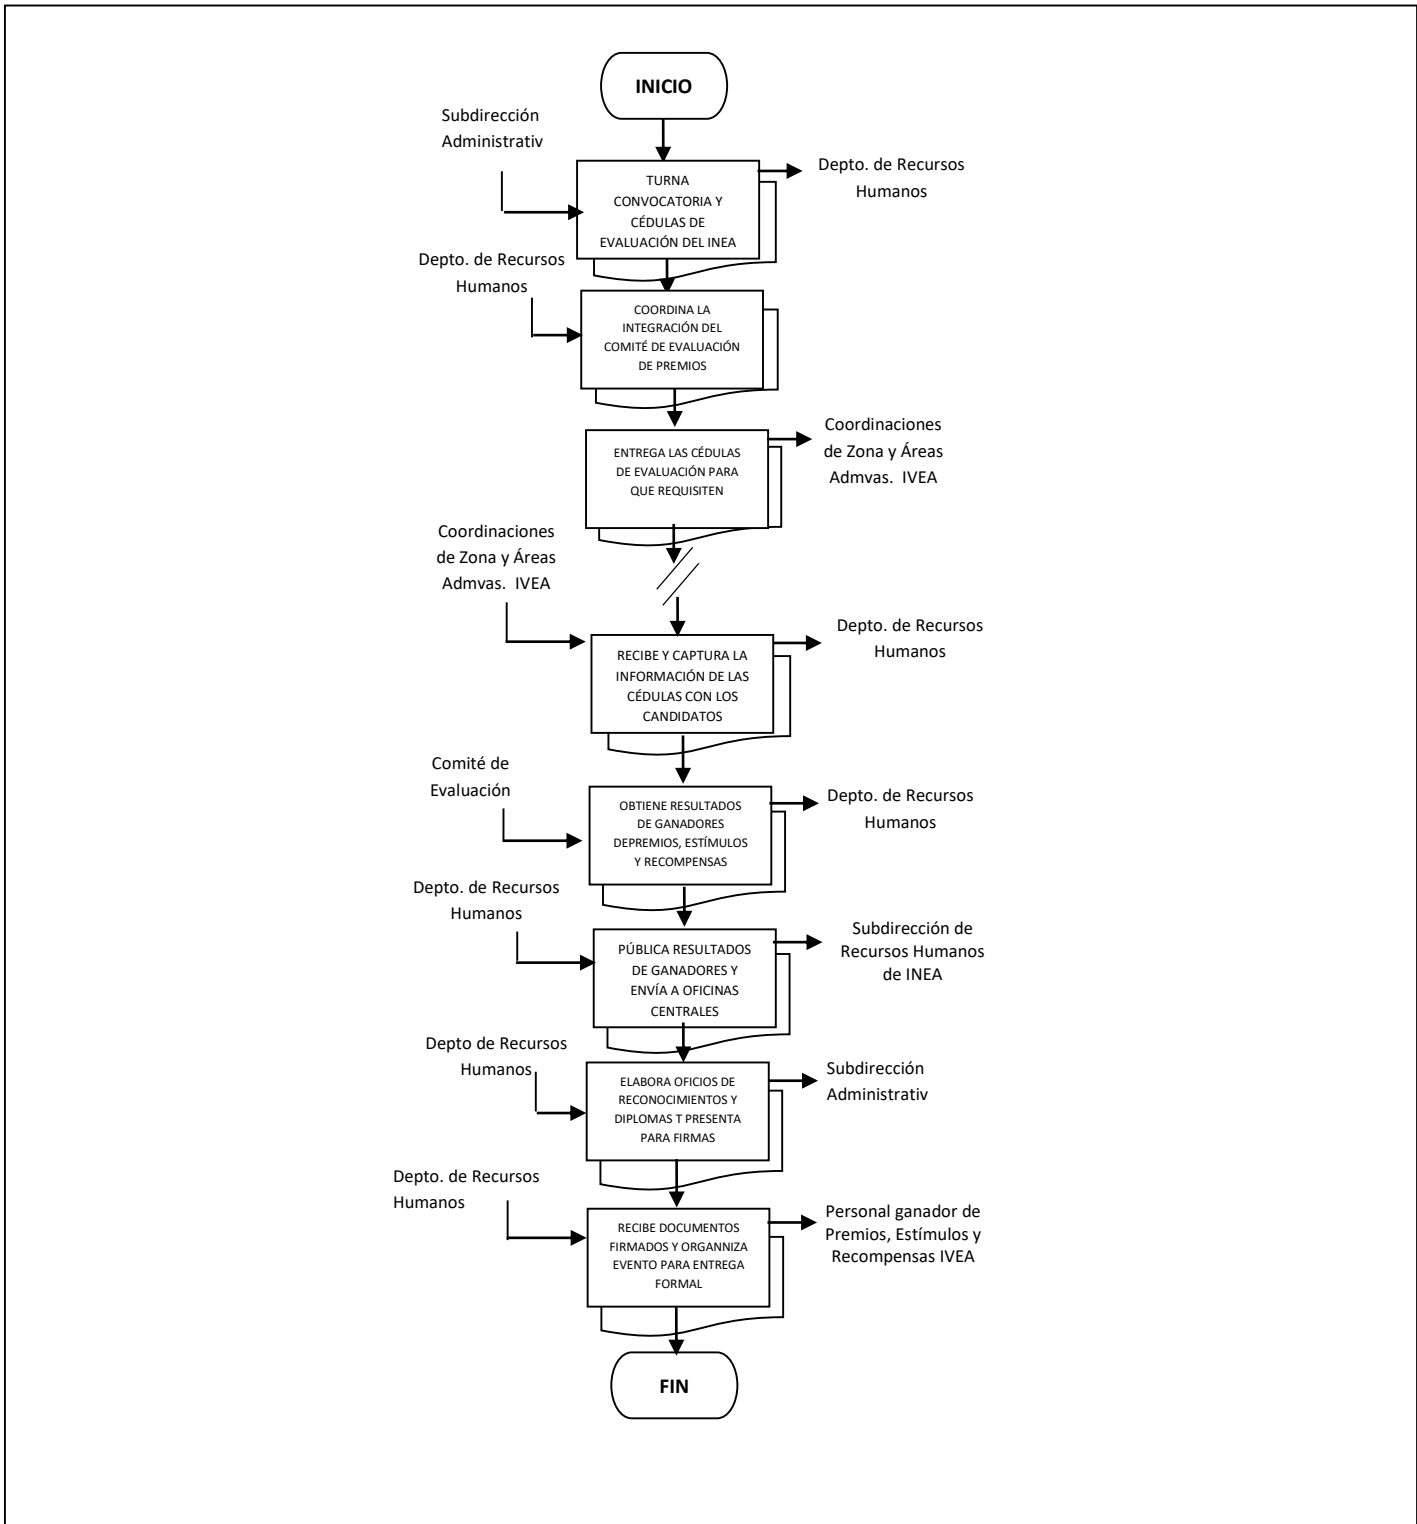 INICIO
Subdirección
Administrativ
TURNA
CONVOCATORIA Y
CÉDULAS DE
EVALUACIÓN DEL INEA
Depto. de Recursos
Humanos
Depto. de Recursos
Humanos
COORDINA LA
INTEGRACIÓN DEL
COMITÉ DE EVALUACIÓN
DE PREMIOS
ENTREGA LAS CÉDULAS
DE EVALUACIÓN PARA
QUE REQUISITEN
Coordinaciones
de Zona y Áreas
Admvas.  IVEA
Coordinaciones
de Zona y Áreas
Admvas.  IVEA
RECIBE Y CAPTURA LA
INFORMACIÓN DE LAS
CÉDULAS CON LOS
CANDIDATOS
Depto. de Recursos
Humanos
Comité de
Evaluación
OBTIENE RESULTADOS
DE GANADORES
DEPREMIOS, ESTÍMULOS
Y RECOMPENSAS
Depto. de Recursos
Humanos
Depto. de Recursos
Humanos
PÚBLICA RESULTADOS
DE GANADORES Y
ENVÍA A OFICINAS
CENTRALES
Subdirección de
Recursos Humanos
de INEA
Depto de Recursos
Humanos
ELABORA OFICIOS DE
RECONOCIMIENTOS Y
DIPLOMAS T PRESENTA
PARA FIRMAS
Subdirección
Administrativ
Depto. de Recursos
Humanos
RECIBE DOCUMENTOS
FIRMADOS Y ORGANNIZA
EVENTO PARA ENTREGA
FORMAL
Personal ganador de
Premios, Estímulos y
Recompensas IVEA
FIN